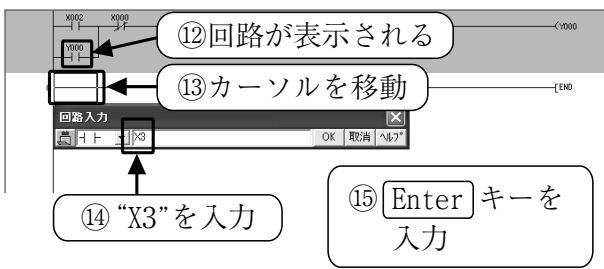 X002 X000 Y000
⑫回路が表示される
Y000
⑬カーソルを移動
END
回路入力
X3 OK 取消 ヘルプ
⑭“X3”を入力
⑮Enterキーを
入力